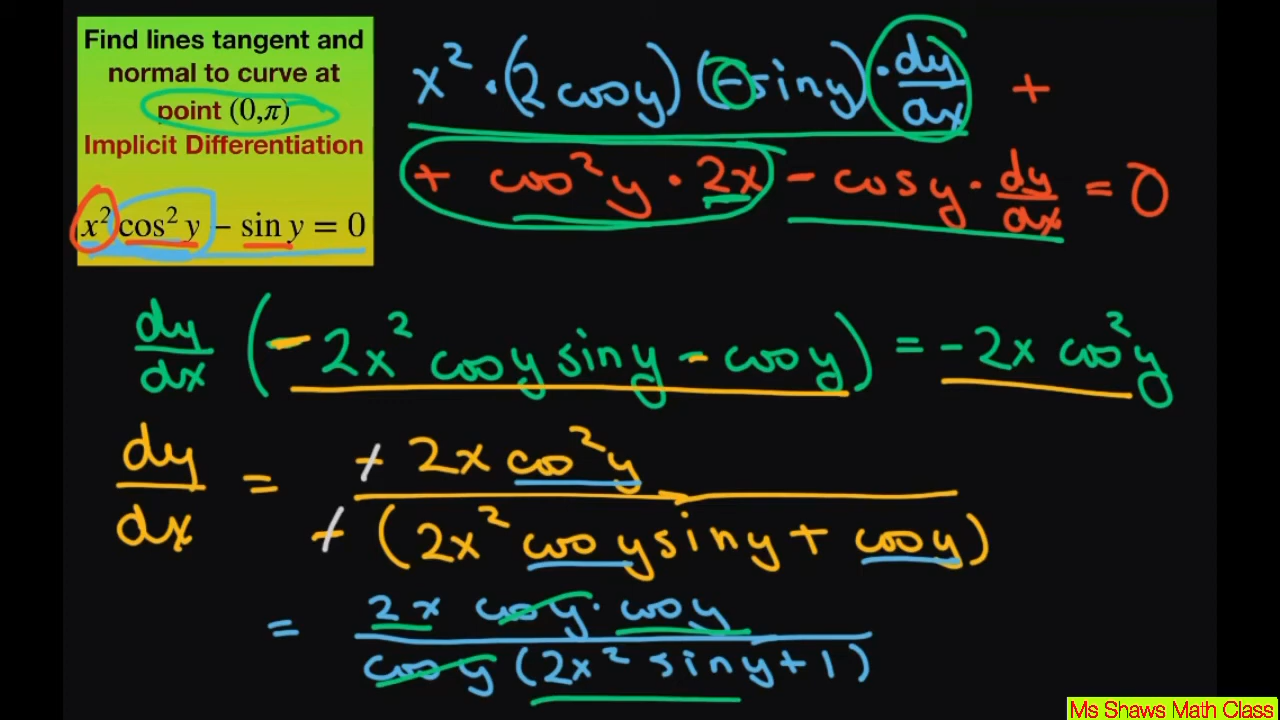 Find lines tangent and
normal to curve at
point (0,π)
Implicit Differentiation
x² cos² y − sin y = 0
x² · (2 cos y) (− sin y) · dy/dx +
+ cos² y · 2x − cos y · dy/dx = 0
dy/dx (− 2x² cos y sin y − cos y) = −2x cos² y
dy/dx = + 2x cos² y / + (2x² cos y sin y + cos y)
= 2x cos y · cos y / cos y (2x² sin y + 1)
Ms Shaws Math Class